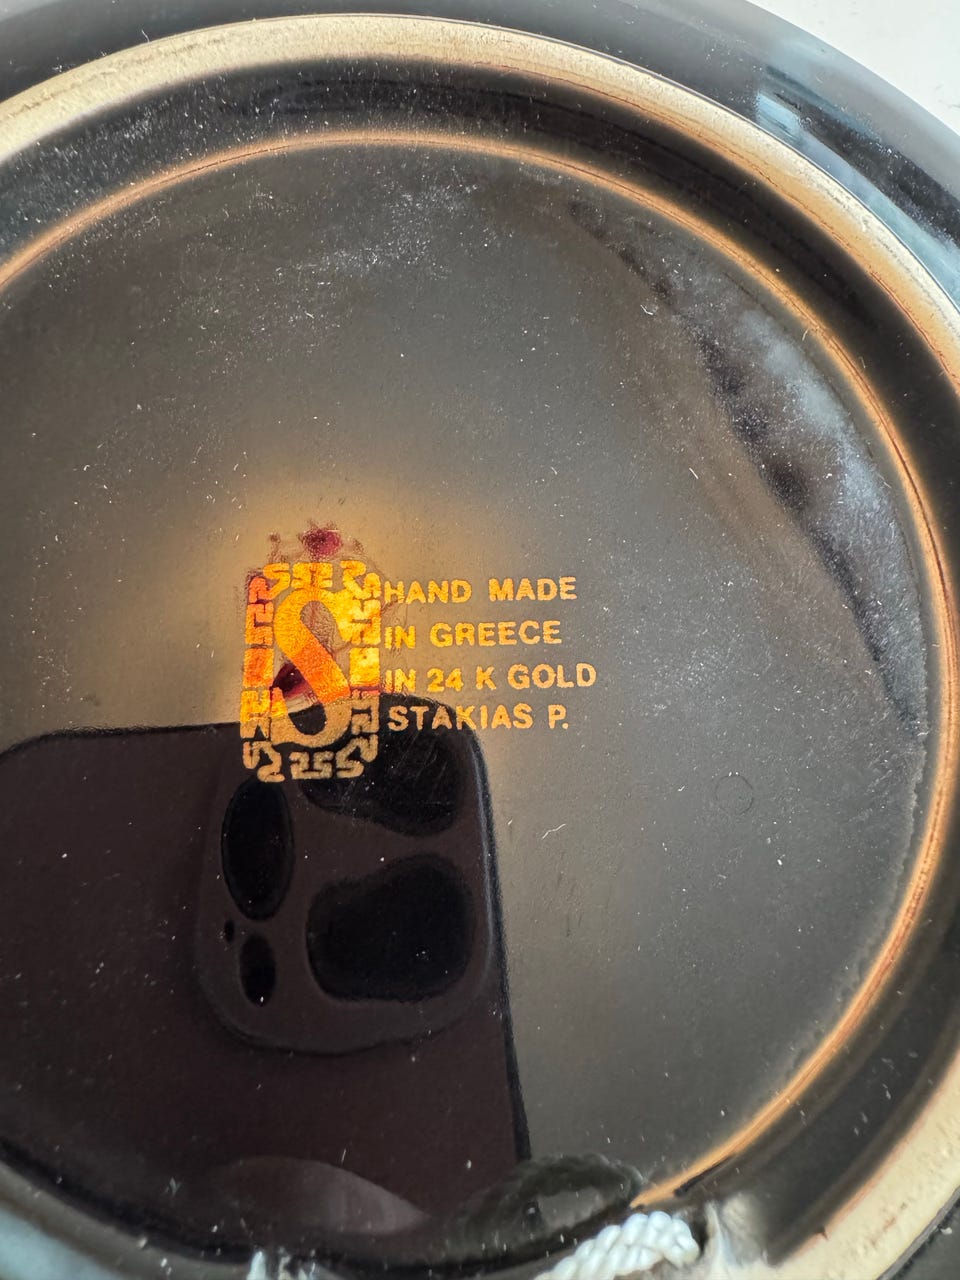 S
HAND MADE
IN GREECE
IN 24 K GOLD
STAKIAS P.